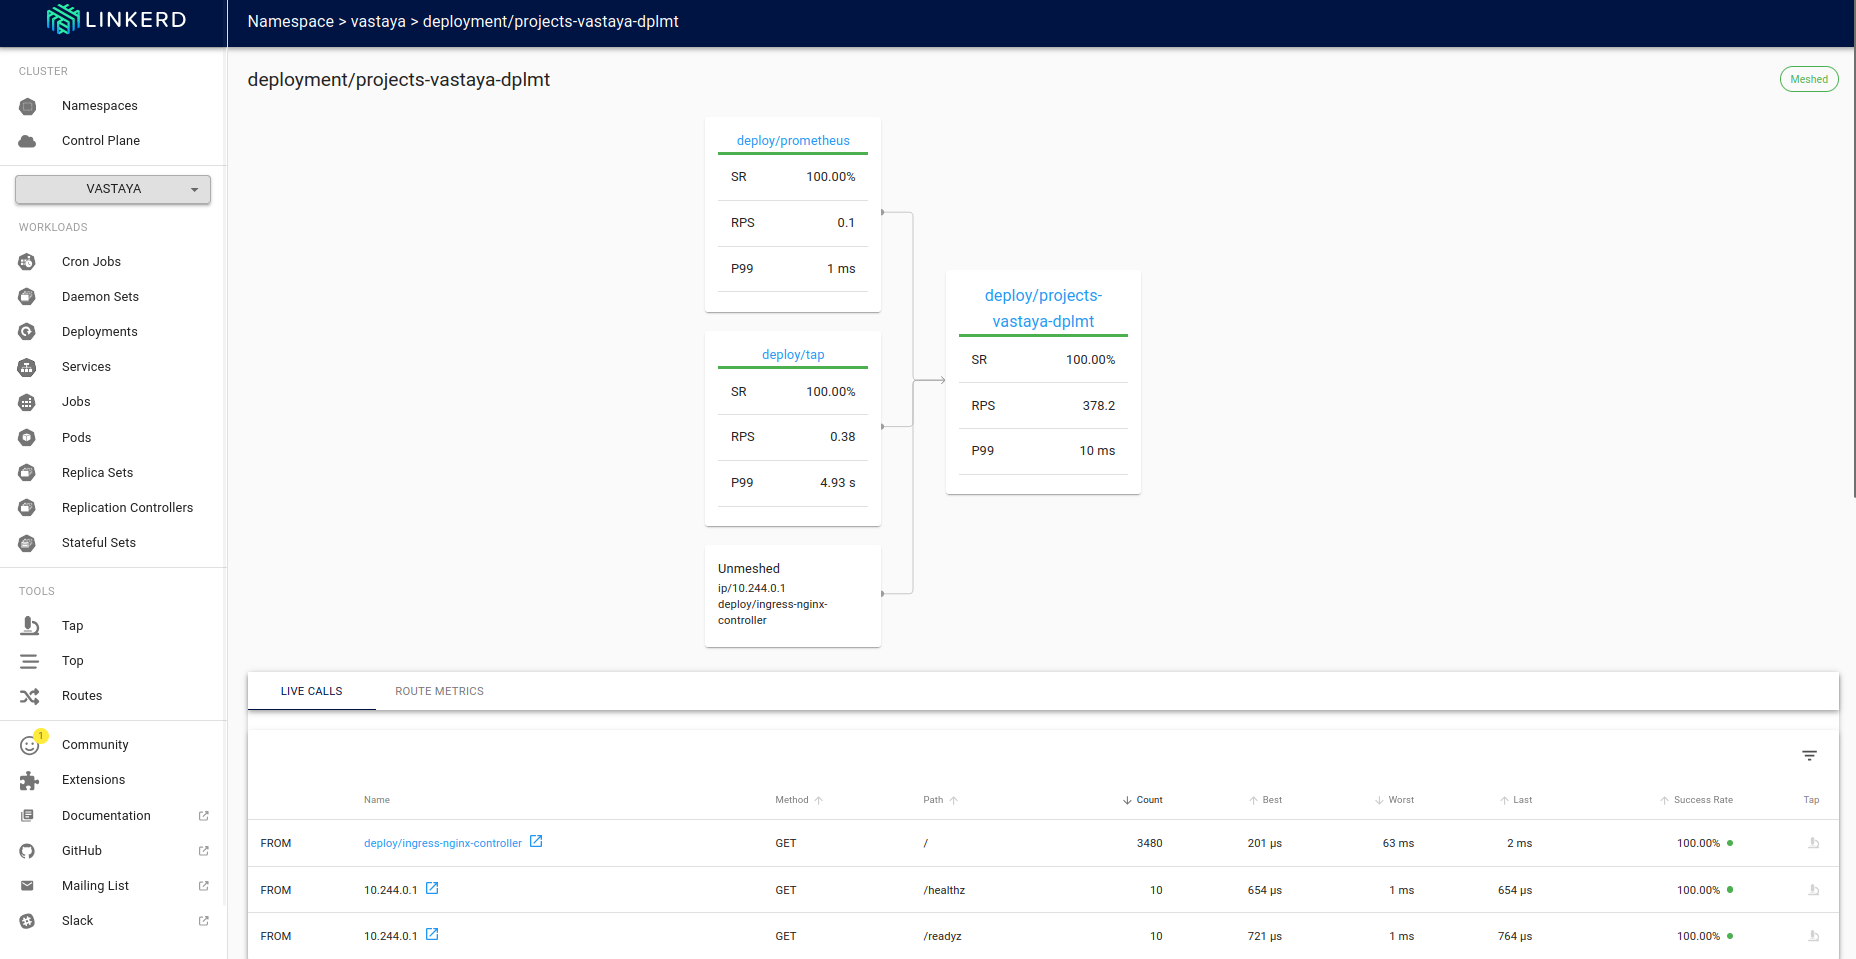 LINKERD
Namespace > vastaya > deployment/projects-vastaya-dplmt
CLUSTER
Namespaces
Control Plane
VASTAYA
WORKLOADS
Cron Jobs
Daemon Sets
Deployments
Services
Jobs
Pods
Replica Sets
Replication Controllers
Stateful Sets
TOOLS
Tap
Top
Routes
1
Community
Extensions
Documentation
GitHub
Mailing List
Slack
deployment/projects-vastaya-dplmt
Meshed
deploy/prometheus
SR 100.00%
RPS 0.1
P99 1 ms
deploy/tap
SR 100.00%
RPS 0.38
P99 4.93 s
Unmeshed
ip/10.244.0.1
deploy/ingress-nginx-
controller
deploy/projects-
vastaya-dplmt
SR 100.00%
RPS 378.2
P99 10 ms
LIVE CALLS ROUTE METRICS
Name Method Path Count Best Worst Last Success Rate Tap
FROM deploy/ingress-nginx-controller GET / 3480 201 µs 63 ms 2 ms 100.00%
FROM 10.244.0.1 GET /healthz 10 654 µs 1 ms 654 µs 100.00%
FROM 10.244.0.1 GET /readyz 10 721 µs 1 ms 764 µs 100.00%